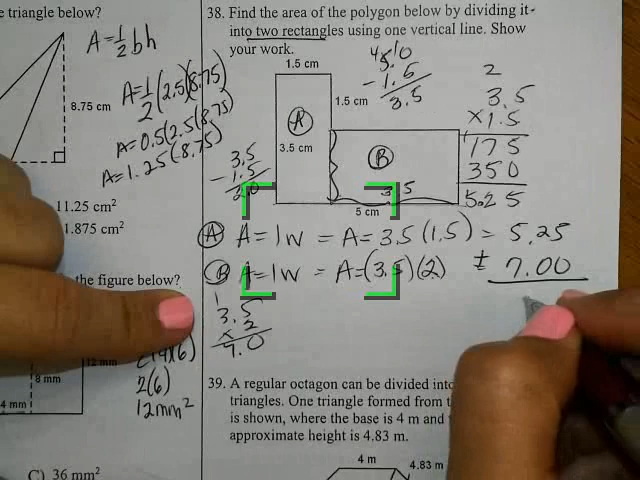 e triangle below?
A=½bh
8.75 cm
A=1/2(2.5)(8.75)
A=0.5(2.5)(8.75)
A=1.25(8.75)
11.25 cm²
1.875 cm²
the figure below?
12 mm
8 mm
4 mm
2(6)
12mm²
C) 36 mm²
38. Find the area of the polygon below by dividing it
into two rectangles using one vertical line. Show
your work.
1.5 cm
1.5 cm
3.5 cm
5 cm
A
B
3.5
4 10
5.0
-1.5
3.5
3.5
-1.5
2.0
2
3.5
x1.5
175
350
5.25
A A=lw = A=3.5(1.5) = 5.25
B A=lw = A=(3.5)(2) + 7.00
1
3.5
x 2
7.0
39. A regular octagon can be divided into
triangles. One triangle formed from t
is shown, where the base is 4 m and
approximate height is 4.83 m.
4 m
4.83 m